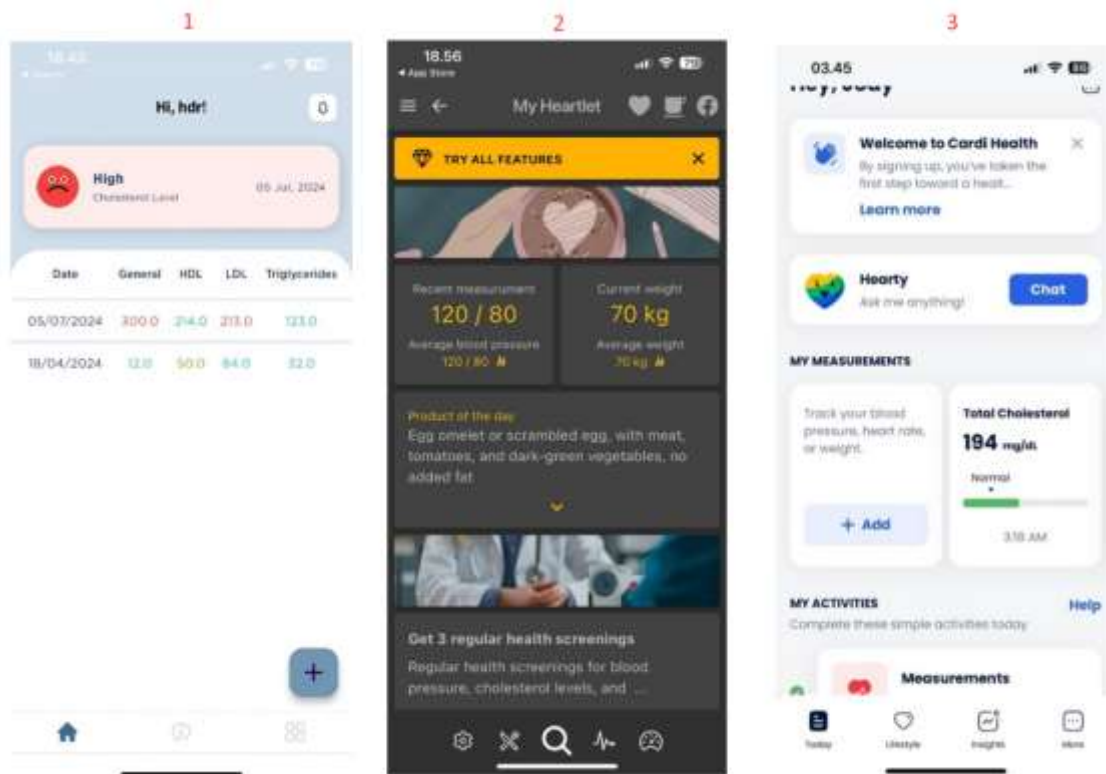 1
Hi, hdr!
0
High
Cholesterol Level
05 Jul, 2024
Date General HDL LDL Triglycerides
05/07/2024 300.0 214.0 213.0 123.0
18/04/2024 12.0 50.0 84.0 32.0
2
18.56
App Store
My Heartlet
TRY ALL FEATURES
Recent measurument
120 / 80
Average blood pressure
120 / 80
Current weight
70 kg
Average weight
70 kg
Product of the day
Egg omelet or scrambled egg, with meat,
tomatoes, and dark-green vegetables, no
added fat
Get 3 regular health screenings
Regular health screenings for blood
pressure, cholesterol levels, and ...
3
03.45
Welcome to Cardi Health
By signing up, you've taken the
first step toward a healt...
Learn more
Hearty
Ask me anything!
Chat
MY MEASUREMENTS
Track your blood
pressure, heart rate,
or weight.
+ Add
Total Cholesterol
194 mg/dL
Normal
3.18 AM
MY ACTIVITIES
Help
Complete these simple activities today
Measurements
Today
Lifestyle
Insights
More